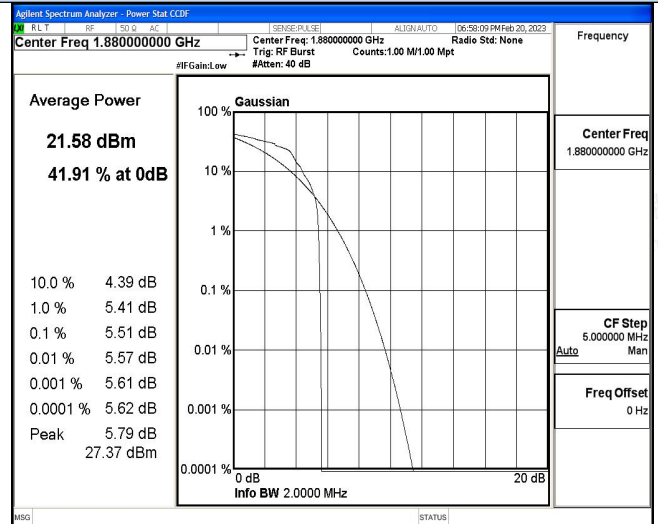 Agilent Spectrum Analyzer - Power Stat CCDF
LXI RLT RF 50 Ω AC SENSE:PULSE ALIGNAUTO 06:58:09 PM Feb 20, 2023
Center Freq 1.880000000 GHz
Center Freq: 1.880000000 GHz Radio Std: None
Trig: RF Burst Counts:1.00 M/1.00 Mpt
#IFGain:Low #Atten: 40 dB
Frequency
Average Power
21.58 dBm
41.91 % at 0dB
10.0 % 4.39 dB
1.0 % 5.41 dB
0.1 % 5.51 dB
0.01 % 5.57 dB
0.001 % 5.61 dB
0.0001 % 5.62 dB
Peak 5.79 dB
27.37 dBm
Gaussian
100 %
10 %
1 %
0.1 %
0.01 %
0.001 %
0.0001 %
0 dB 20 dB
Info BW 2.0000 MHz
Center Freq
1.880000000 GHz
CF Step
5.000000 MHz
Auto Man
Freq Offset
0 Hz
MSG STATUS